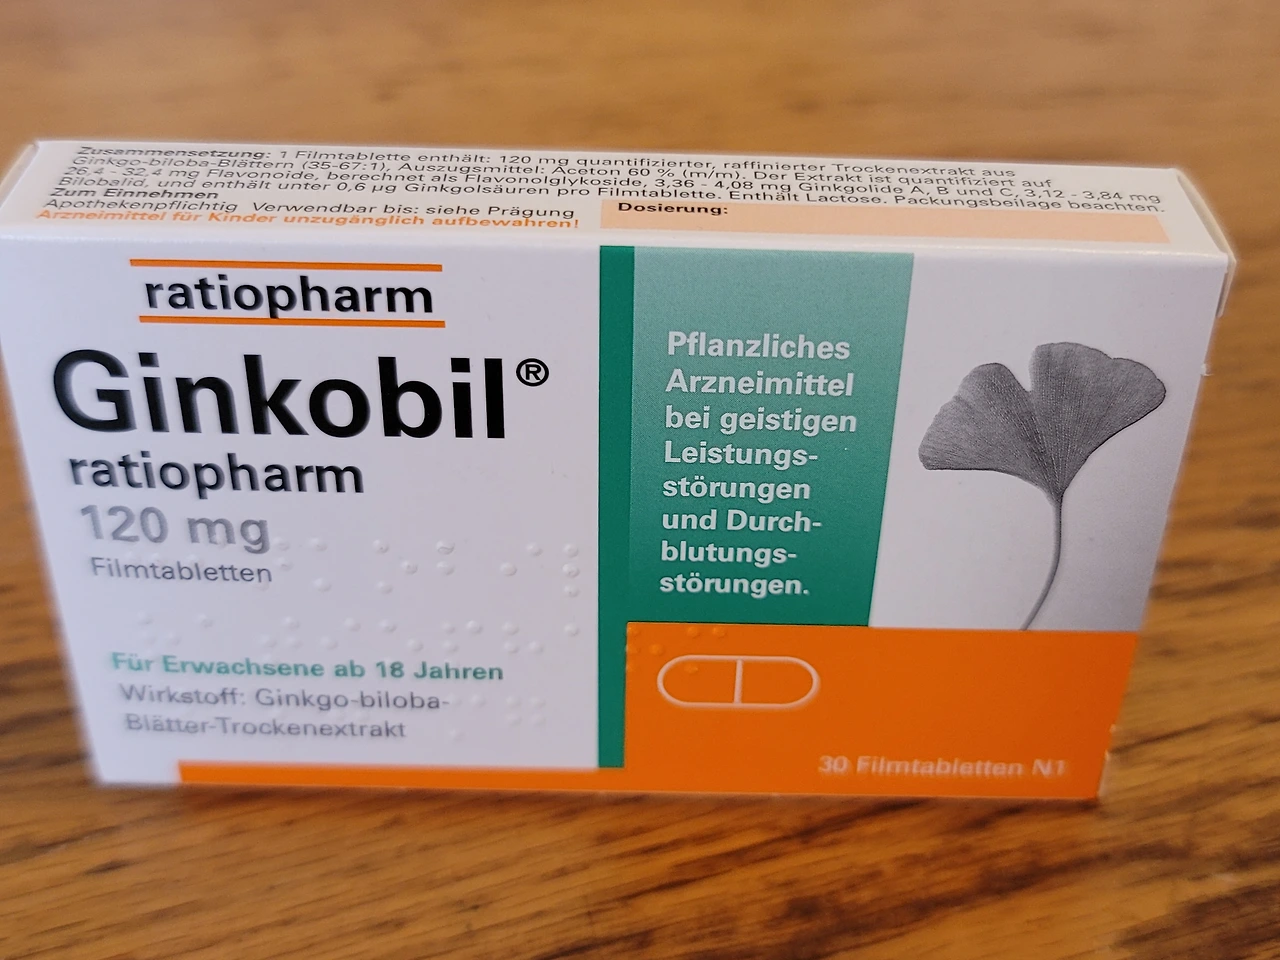 Zusammensetzung: 1 Filmtablette enthält: 120 mg quantifizierter, raffinierter Trockenextrakt aus
Ginkgo-biloba-Blättern (35-67:1), Auszugsmittel: Aceton 60 % (m/m). Der Extrakt ist quantifiziert auf
26,4 - 32,4 mg Flavonoide, berechnet als Flavonolglykoside, 3,36 - 4,08 mg Ginkgolide A, B und C, 3,12 - 3,84 mg
Bilobalid, und enthält unter 0,6 µg Ginkgolsäuren pro Filmtablette. Enthält Lactose. Packungsbeilage beachten.
Zum Einnehmen
Apothekenpflichtig Verwendbar bis: siehe Prägung
Arzneimittel für Kinder unzugänglich aufbewahren!
Dosierung:
ratiopharm
Ginkobil®
ratiopharm
120 mg
Filmtabletten
Für Erwachsene ab 18 Jahren
Wirkstoff: Ginkgo-biloba-
Blätter-Trockenextrakt
Pflanzliches
Arzneimittel
bei geistigen
Leistungs-
störungen
und Durch-
blutungs-
störungen.
30 Filmtabletten N1